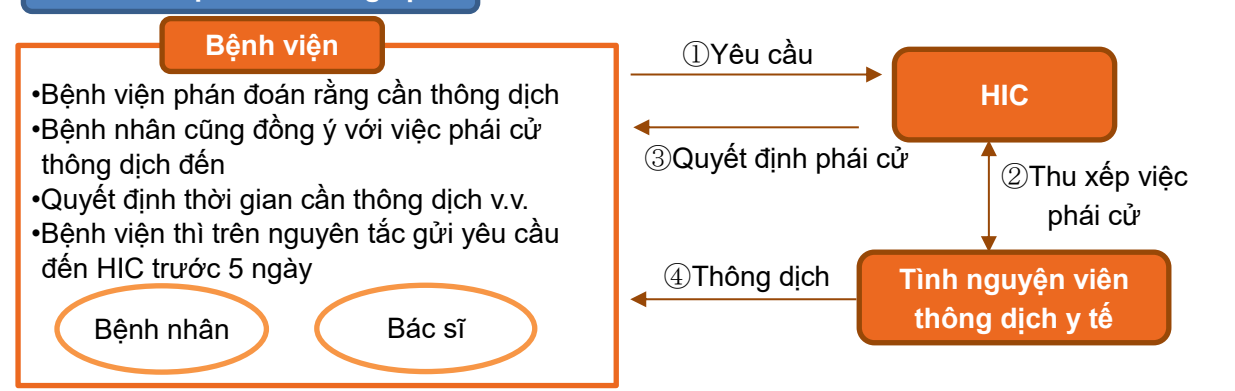 Bệnh viện
•Bệnh viện phán đoán rằng cần thông dịch
•Bệnh nhân cũng đồng ý với việc phái cử
thông dịch đến
•Quyết định thời gian cần thông dịch v.v.
•Bệnh viện thì trên nguyên tắc gửi yêu cầu
đến HIC trước 5 ngày
Bệnh nhân
Bác sĩ
①Yêu cầu
③Quyết định phái cử
④Thông dịch
HIC
②Thu xếp việc
phái cử
Tình nguyện viên
thông dịch y tế